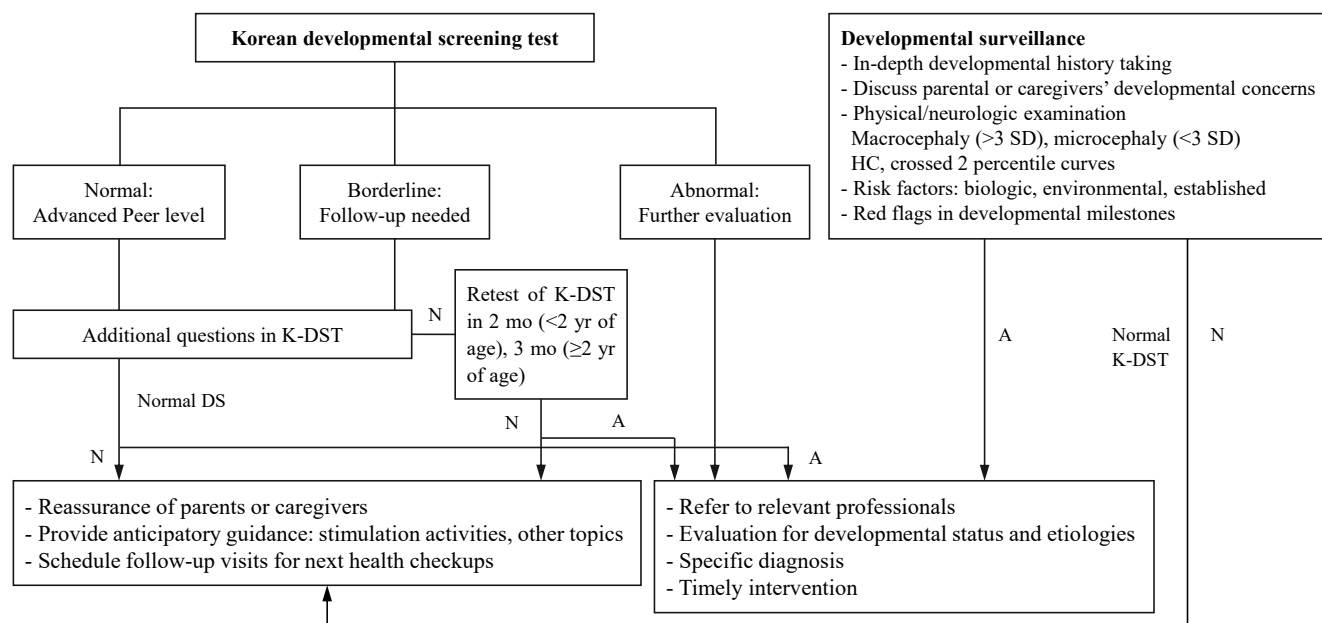 Korean developmental screening test
Developmental surveillance
- In-depth developmental history taking
- Discuss parental or caregivers’ developmental concerns
- Physical/neurologic examination
Macrocephaly (>3 SD), microcephaly (<3 SD)
HC, crossed 2 percentile curves
- Risk factors: biologic, environmental, established
- Red flags in developmental milestones
Normal:
Advanced Peer level
Borderline:
Follow-up needed
Abnormal:
Further evaluation
Additional questions in K-DST
N
Retest of K-DST
in 2 mo (<2 yr of
age), 3 mo (≥2 yr
of age)
A
Normal
K-DST
N
Normal DS
N
A
N
A
- Reassurance of parents or caregivers
- Provide anticipatory guidance: stimulation activities, other topics
- Schedule follow-up visits for next health checkups
- Refer to relevant professionals
- Evaluation for developmental status and etiologies
- Specific diagnosis
- Timely intervention